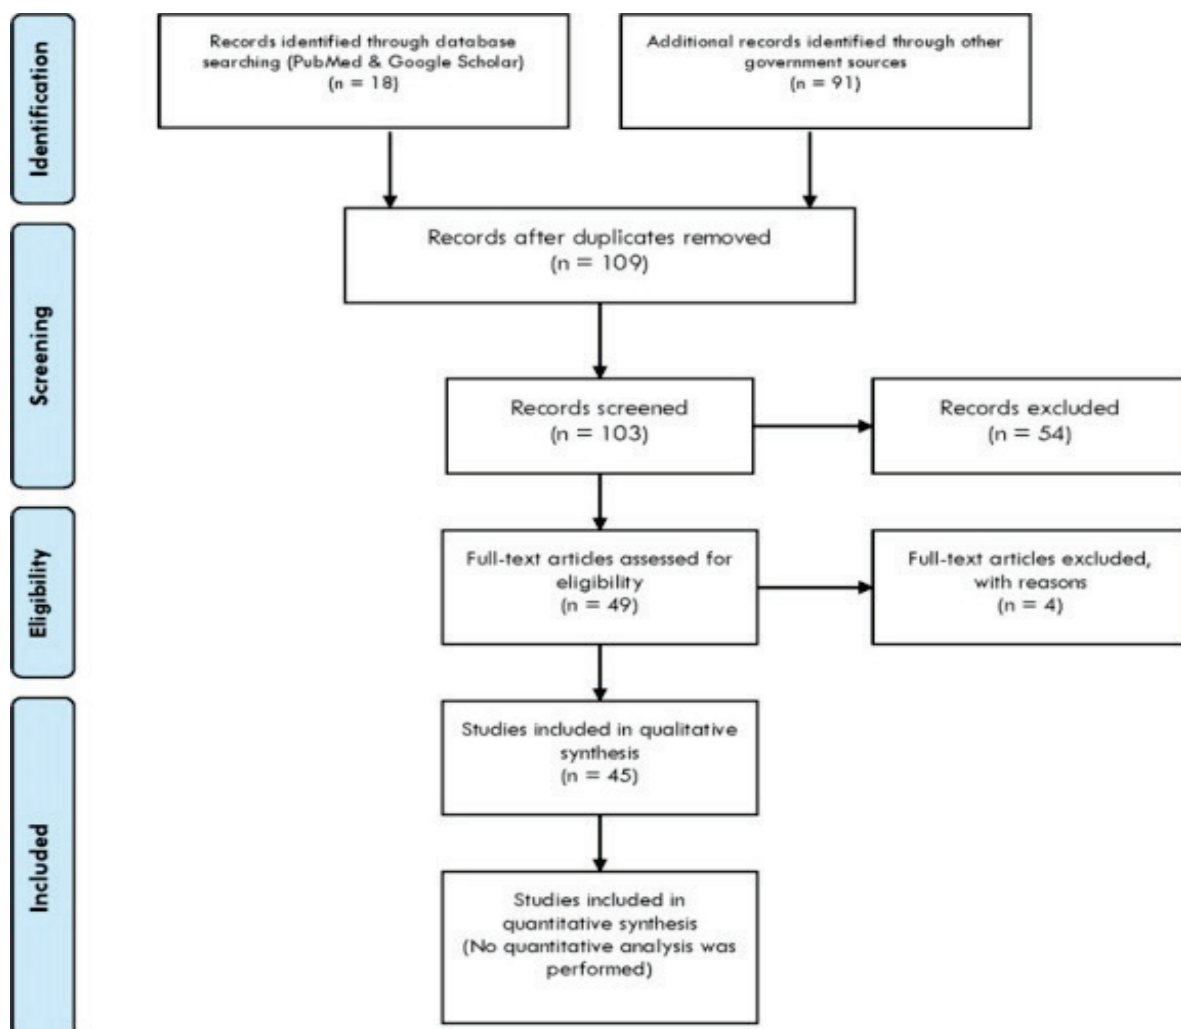 Identification
Records identified through database
searching (PubMed & Google Scholar)
(n = 18)
Additional records identified through other
government sources
(n = 91)
Screening
Records after duplicates removed
(n = 109)
Records screened
(n = 103)
Records excluded
(n = 54)
Eligibility
Full-text articles assessed for
eligibility
(n = 49)
Full-text articles excluded,
with reasons
(n = 4)
Included
Studies included in qualitative
synthesis
(n = 45)
Studies included in
quantitative synthesis
(No quantitative analysis was
performed)